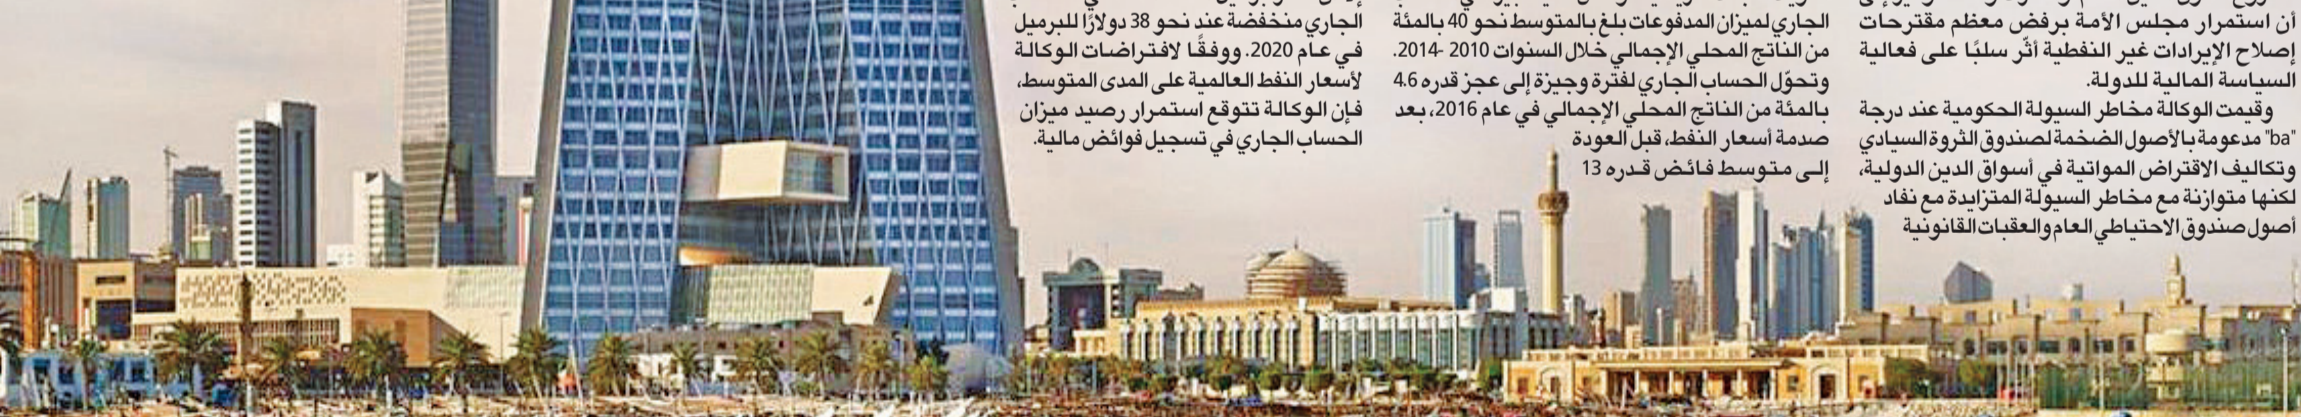 أن استمرار مجلس الأمة برفض معظم مقترحات
إصلاح الإيرادات غير النفطية أثّر سلبًا على فعالية
السياسة المالية للدولة.
وقيمت الوكالة مخاطر السيولة الحكومية عند درجة
"ba" مدعومة بالأصول الضخمة لصندوق الثروة السيادي
وتكاليف الاقتراض المواتية في أسواق الدين الدولية،
لكنها متوازنة مع مخاطر السيولة المتزايدة مع نفاد
أصول صندوق الاحتياطي العام والعقبات القانونية
الجاري لميزان المدفوعات بلغ بالمتوسط نحو 40 بالمئة
من الناتج المحلي الإجمالي خلال السنوات 2010 -2014.
وتحوّل الحساب الجاري لفترة وجيزة إلى عجز قدره 4.6
بالمئة من الناتج المحلي الإجمالي في عام 2016، بعد
صدمة أسعار النفط، قبل العودة
إلى متوسط فائض قدره 13
الجاري منخفضة عند نحو 38 دولارًا للبرميل
في عام 2020. ووفقًا لافتراضات الوكالة
لأسعار النفط العالمية على المدى المتوسط،
فإن الوكالة تتوقع استمرار رصيد ميزان
الحساب الجاري في تسجيل فوائض مالية.